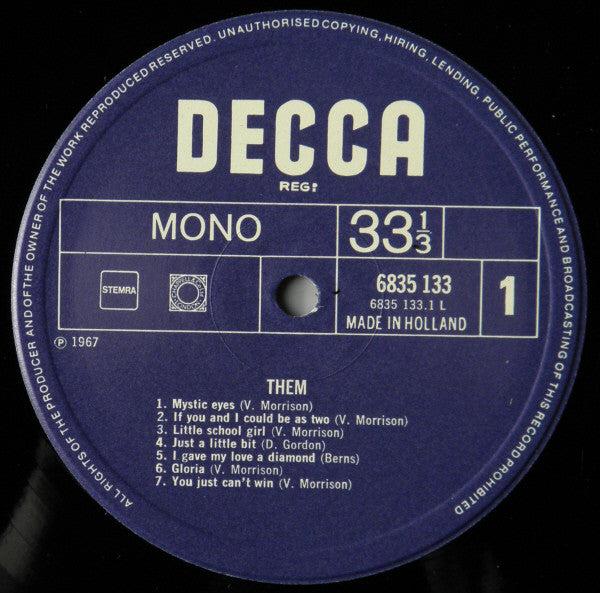 ALL RIGHTS OF THE PRODUCER AND OF THE OWNER OF THE WORK REPRODUCED RESERVED. UNAUTHORISED COPYING, HIRING, LENDING, PUBLIC PERFORMANCE AND BROADCASTING OF THIS RECORD PROHIBITED
DECCA
REG:
MONO
33⅓
STEMRA
6835 133
6835 133.1 L
MADE IN HOLLAND
1
℗ 1967
THEM
1. Mystic eyes (V. Morrison)
2. If you and I could be as two (V. Morrison)
3. Little school girl (V. Morrison)
4. Just a little bit (D. Gordon)
5. I gave my love a diamond (Berns)
6. Gloria (V. Morrison)
7. You just can't win (V. Morrison)